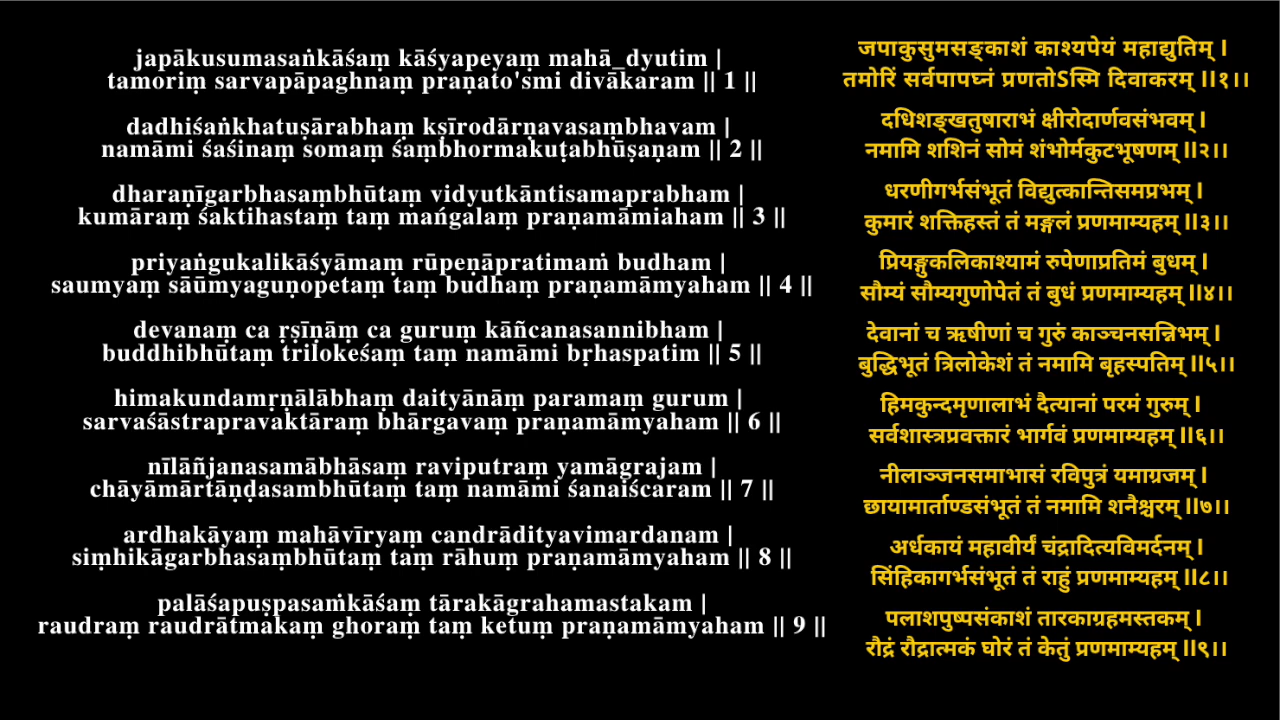 japākusumasaṅkāśaṃ kāśyapeyaṃ mahā_dyutim |
tamoriṃ sarvapāpaghnaṃ praṇato'smi divākaram || 1 ||
dadhiśaṅkhatuṣārabhaṃ kṣīrodārṇavasaṃbhavam |
namāmi śaśinaṃ somaṃ śaṃbhormakuṭabhūṣaṇam || 2 ||
dharaṇīgarbhasaṃbhūtaṃ vidyutkāntisamaprabham |
kumāraṃ śaktihastaṃ taṃ mańgalaṃ praṇamāmiaham || 3 ||
priyaṅgukalikāśyāmaṃ rūpeṇāpratimaṁ budham |
saumyaṃ sāūmyaguṇopetaṃ taṃ budhaṃ praṇamāmyaham || 4 ||
devanaṃ ca ṛṣīṇāṃ ca guruṃ kāñcanasannibham |
buddhibhūtaṃ trilokeśaṃ taṃ namāmi bṛhaspatim || 5 ||
himakundamṛṇālābhaṃ daityānāṃ paramaṃ gurum |
sarvaśāstrapravaktāraṃ bhārgavaṃ praṇamāmyaham || 6 ||
nīlāñjanasamābhāsaṃ raviputraṃ yamāgrajam |
chāyāmārtāṇḍasambhūtaṃ taṃ namāmi śanaiścaram || 7 ||
ardhakāyaṃ mahāvīryaṃ candrādityavimardanam |
siṃhikāgarbhasaṃbhūtaṃ taṃ rāhuṃ praṇamāmyaham || 8 ||
palāśapuṣpasaṁkāśaṃ tārakāgrahamastakam |
raudraṃ raudrātmakaṃ ghoraṃ taṃ ketuṃ praṇamāmyaham || 9 ||
जपाकुसुमसङ्काशं काश्यपेयं महाद्युतिम् |
तमोरिं सर्वपापघ्नं प्रणतोऽस्मि दिवाकरम् ||१||
दधिशङ्खतुषाराभं क्षीरोदार्णवसंभवम् |
नमामि शशिनं सोमं शंभोर्मकुटभूषणम् ||२||
धरणीगर्भसंभूतं विद्युत्कान्तिसमप्रभम् |
कुमारं शक्तिहस्तं तं मङ्गलं प्रणमाम्यहम् ||३||
प्रियङ्गुकलिकाश्यामं रुपेणाप्रतिमं बुधम् |
सौम्यं सौम्यगुणोपेतं तं बुधं प्रणमाम्यहम् ||४||
देवानां च ऋषीणां च गुरुं काञ्चनसन्निभम् |
बुद्धिभूतं त्रिलोकेशं तं नमामि बृहस्पतिम् ||५||
हिमकुन्दमृणालाभं दैत्यानां परमं गुरुम् |
सर्वशास्त्रप्रवक्तारं भार्गवं प्रणमाम्यहम् ||६||
नीलाञ्जनसमाभासं रविपुत्रं यमाग्रजम् |
छायामार्ताण्डसंभूतं तं नमामि शनैश्चरम् ||७||
अर्धकायं महावीर्यं चंद्रादित्यविमर्दनम् |
सिंहिकागर्भसंभूतं तं राहुं प्रणमाम्यहम् ||८||
पलाशपुष्पसंकाशं तारकाग्रहमस्तकम् |
रौद्रं रौद्रात्मकं घोरं तं केतुं प्रणमाम्यहम् ||९||